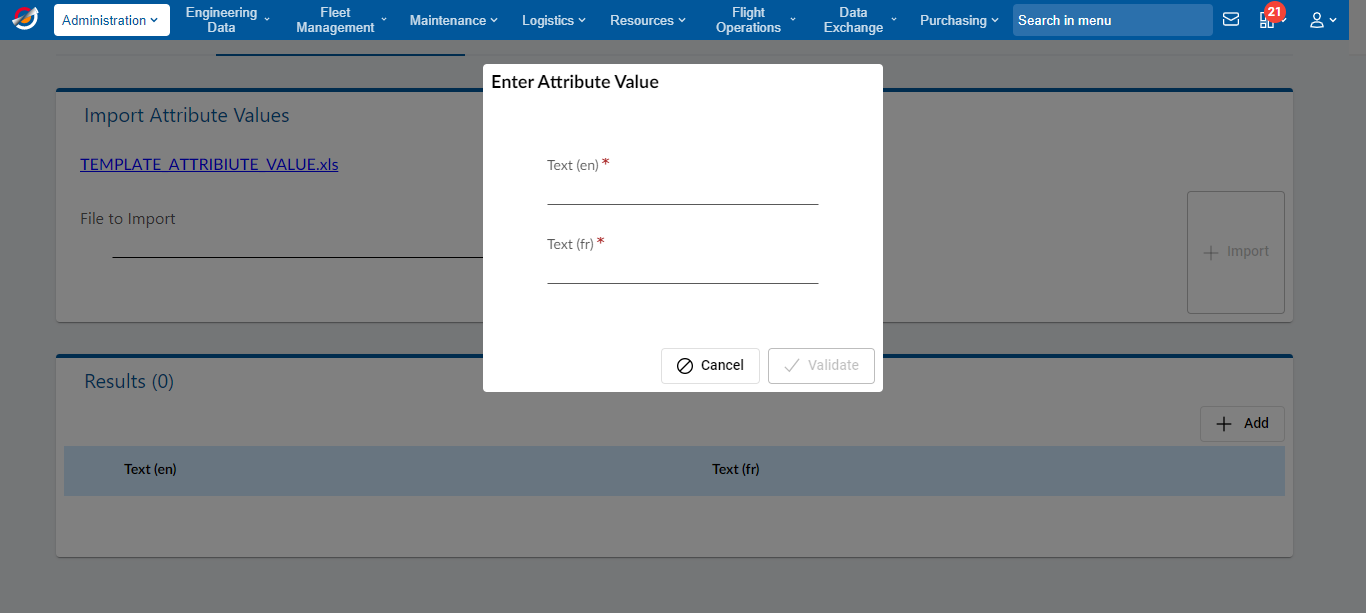 Administration
Engineering
Data
Fleet
Management
Maintenance
Logistics
Resources
Flight
Operations
Data
Exchange
Purchasing
Search in menu
21
Enter Attribute Value
Import Attribute Values
TEMPLATE_ATTRIBIUTE_VALUE.xls
Text (en) *
File to Import
Text (fr) *
Import
Cancel
Validate
Results (0)
Add
Text (en)
Text (fr)